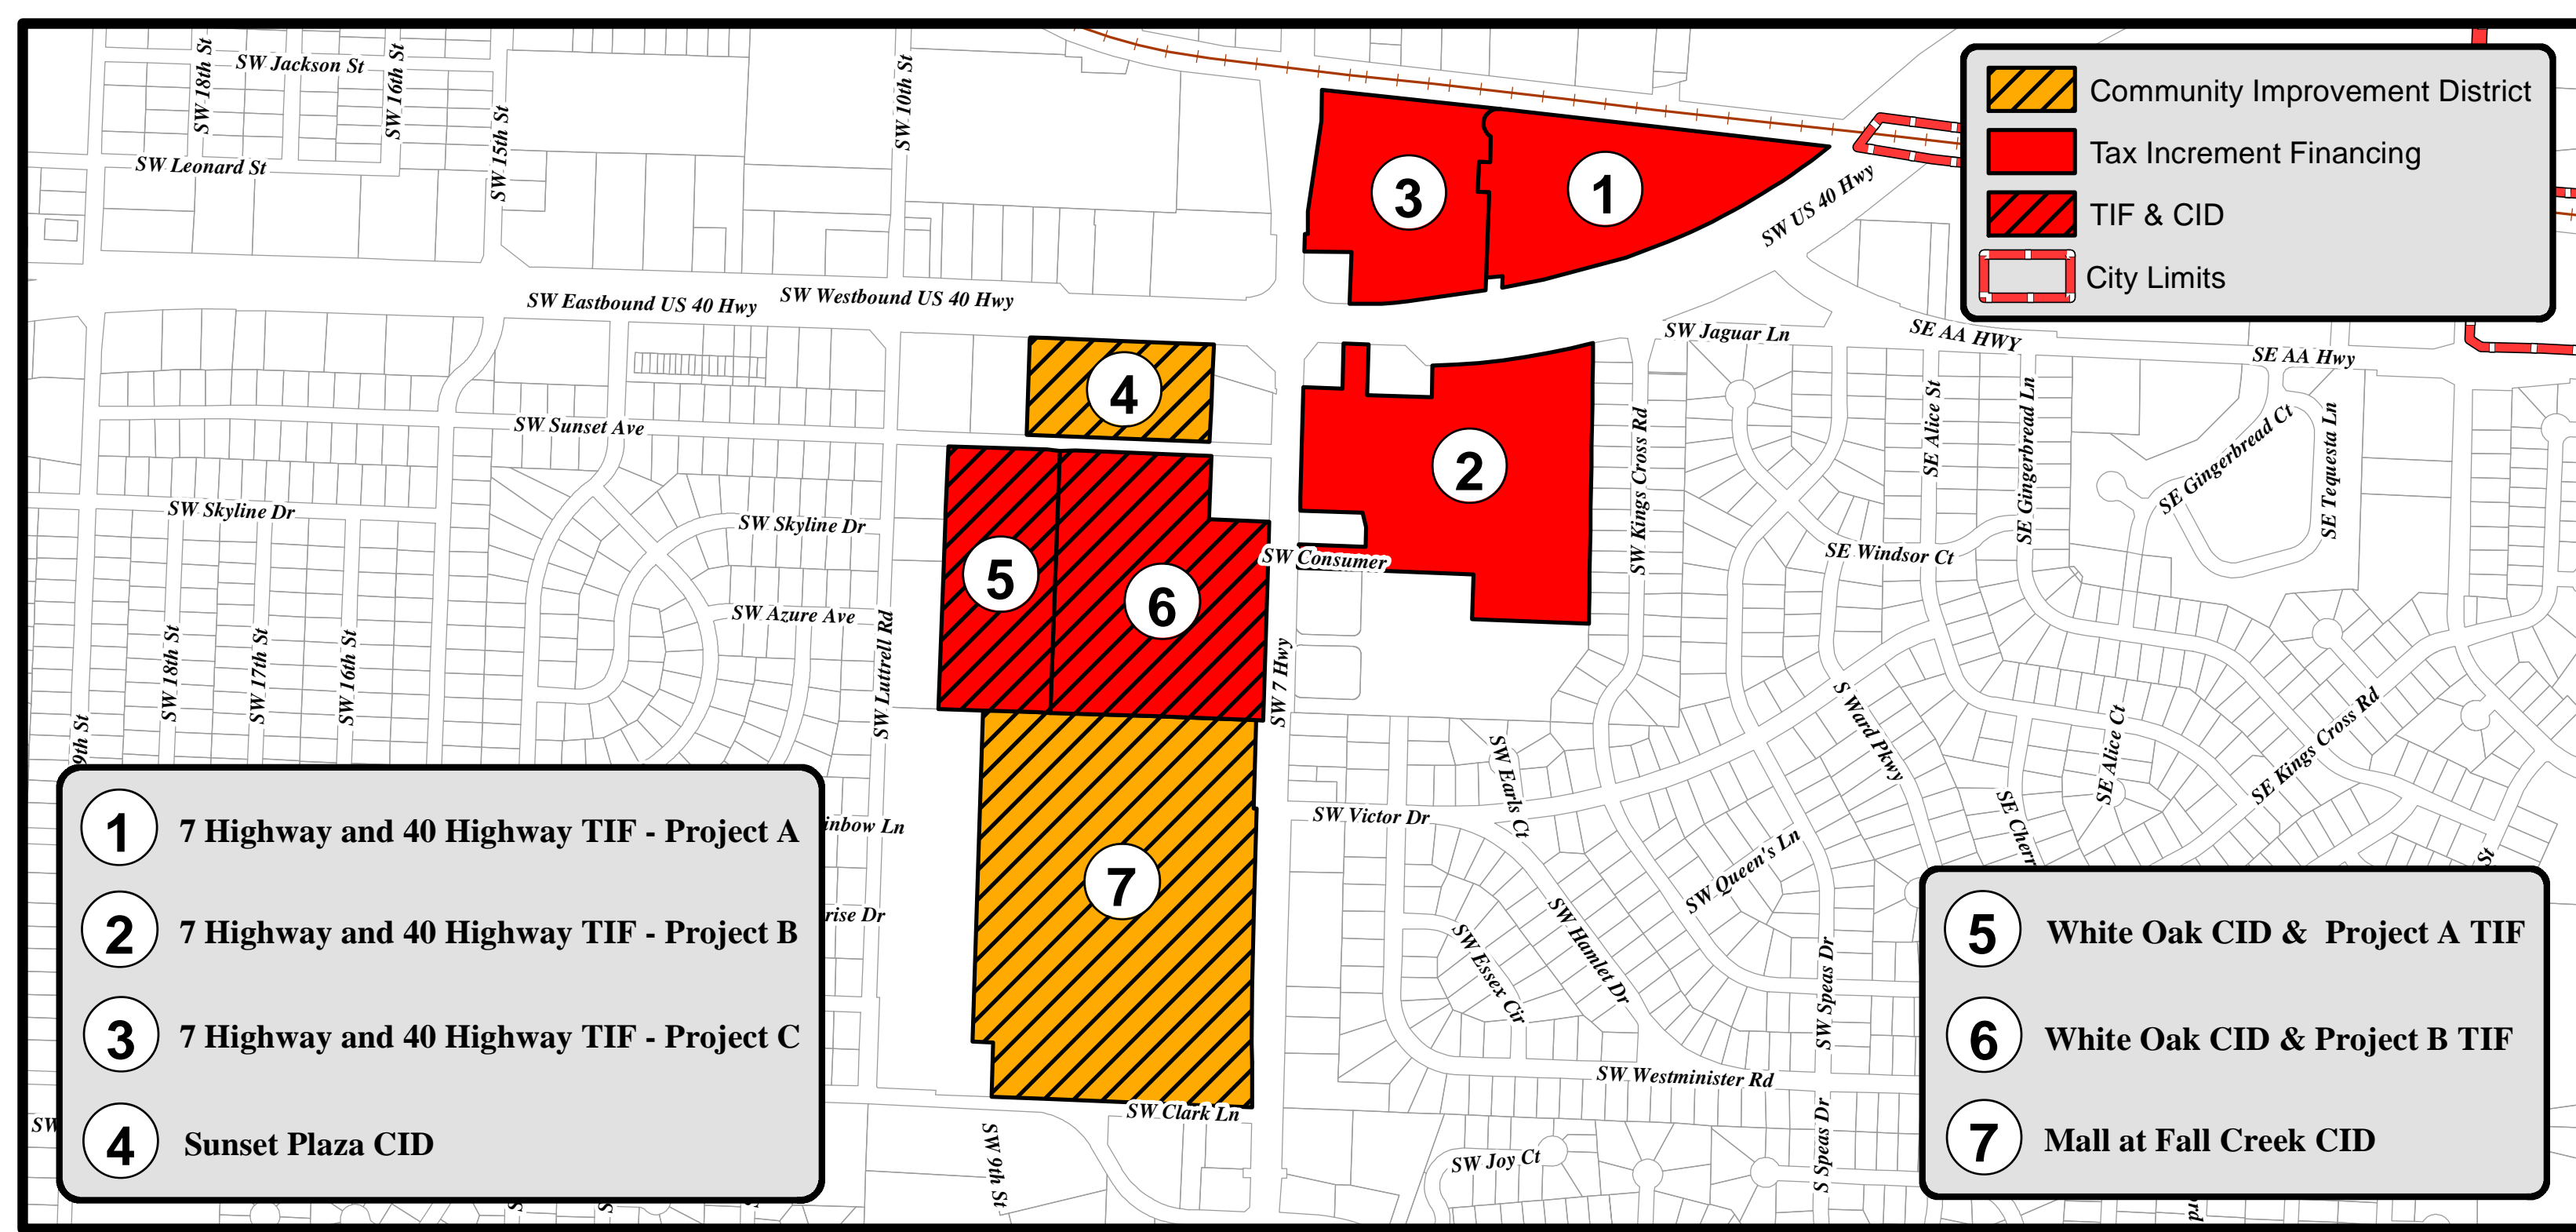 SW Jackson St
SW 18th St
SW 16th St
SW 15th St
SW 10th St
SW Leonard St
Community Improvement District
Tax Increment Financing
TIF & CID
City Limits
3
1
SW US 40 Hwy
SW Eastbound US 40 Hwy
SW Westbound US 40 Hwy
SW Jaguar Ln
SE AA HWY
SE AA Hwy
4
SW Sunset Ave
2
SW Kings Cross Rd
SE Alice St
SE Gingerbread Ln
SE Gingerbread Ct
SE Tequesta Ln
SW Skyline Dr
SW Skyline Dr
SW Consumer
SE Windsor Ct
5
6
SW Azure Ave
SW 18th St
SW 17th St
SW 16th St
SW Luttrell Rd
SW 7 Hwy
9th St
S Ward Pkwy
SE Alice Ct
SE Kings Cross Rd
SW Earls Ct
SW Victor Dr
SE Cherr
inbow Ln
rise Dr
7
SW Queen's Ln
SW Hamlet Dr
SW Essex Cir
SW Speas Dr
St
SW Westminister Rd
SW Clark Ln
SW 9th St
SW Joy Ct
S Speas Dr
SW
1 7 Highway and 40 Highway TIF - Project A
2 7 Highway and 40 Highway TIF - Project B
3 7 Highway and 40 Highway TIF - Project C
4 Sunset Plaza CID
5 White Oak CID & Project A TIF
6 White Oak CID & Project B TIF
7 Mall at Fall Creek CID